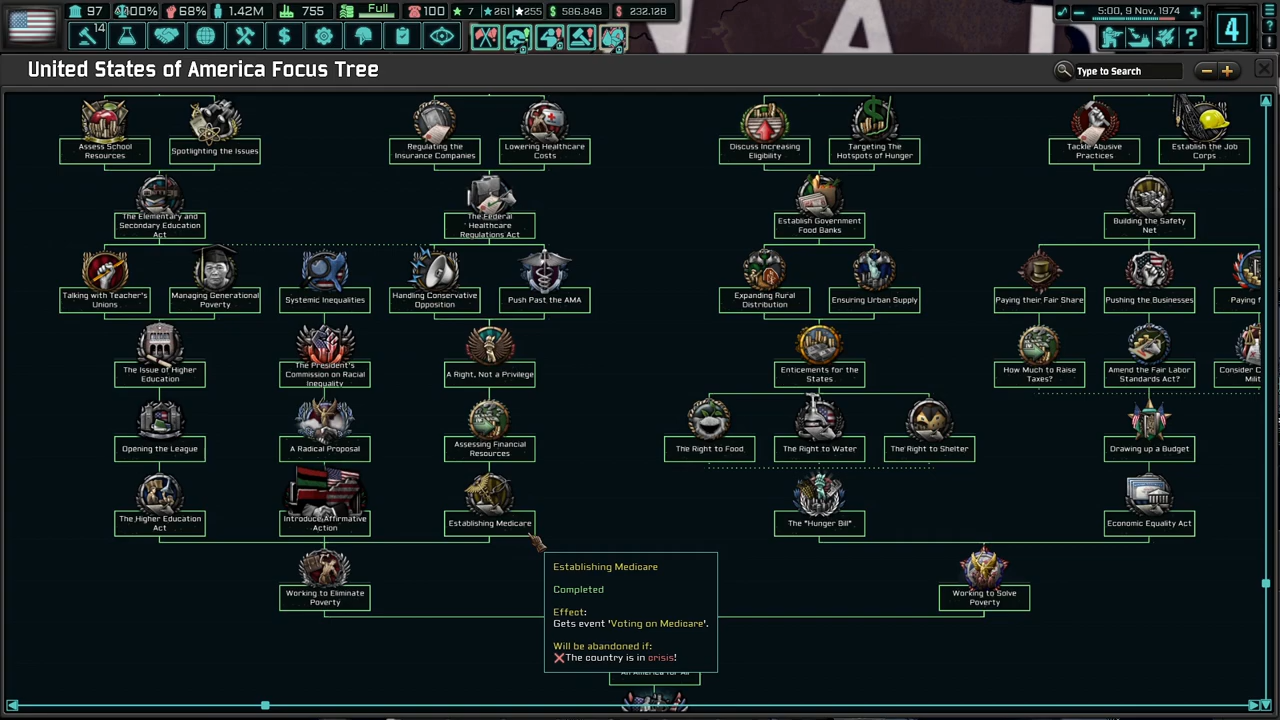 97 100% 68% 1.42M 755 Full 100 7 261 255 $ 586.84B $ 232.12B 5:00, 9 Nov, 1974
14
4
United States of America Focus Tree
Type to Search
Assess School
Resources
Spotlighting the Issues
Regulating the
Insurance Companies
Lowering Healthcare
Costs
Discuss Increasing
Eligibility
Targeting The
Hotspots of Hunger
Tackle Abusive
Practices
Establish the Job
Corps
The Elementary and
Secondary Education
Act
The Federal
Healthcare
Regulations Act
Establish Government
Food Banks
Building the Safety
Net
Talking with Teacher's
Unions
Managing Generational
Poverty
Systemic Inequalities
Handling Conservative
Opposition
Push Past the AMA
Expanding Rural
Distribution
Ensuring Urban Supply
Paying their Fair Share
Pushing the Businesses
Paying
The Issue of Higher
Education
The President's
Commission on Racial
Inequality
A Right, Not a Privilege
Enticements for the
States
How Much to Raise
Taxes?
Amend the Fair Labor
Standards Act?
Consider C
Milit
Opening the League
A Radical Proposal
Assessing Financial
Resources
The Right to Food
The Right to Water
The Right to Shelter
Drawing up a Budget
The Higher Education
Act
Introduce Affirmative
Action
Establishing Medicare
The "Hunger Bill"
Economic Equality Act
Working to Eliminate
Poverty
Working to Solve
Poverty
Establishing Medicare
Completed
Effect:
Gets event 'Voting on Medicare'.
Will be abandoned if:
The country is in crisis!
An America for All